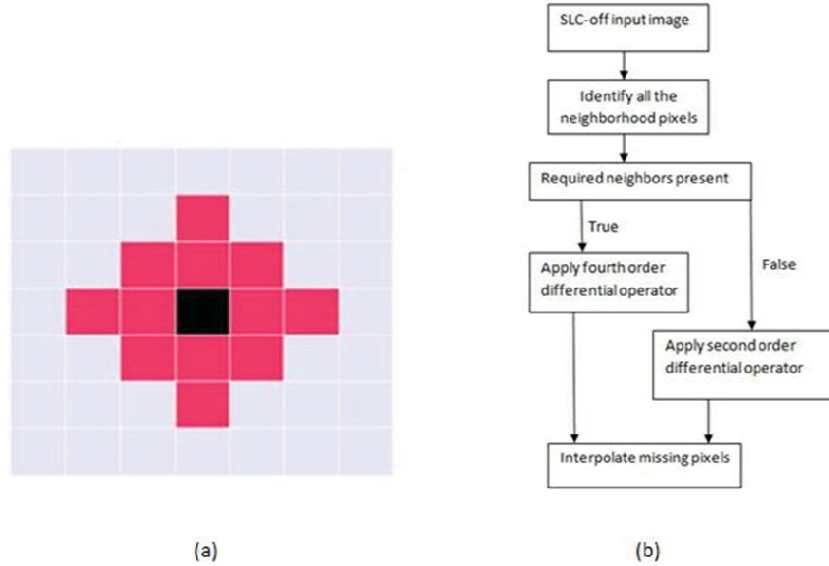 SLC-off input image
Identify all the
neighborhood pixels
Required neighbors present
True
False
Apply fourth order
differential operator
Apply second order
differential operator
Interpolate missing pixels
(a)
(b)